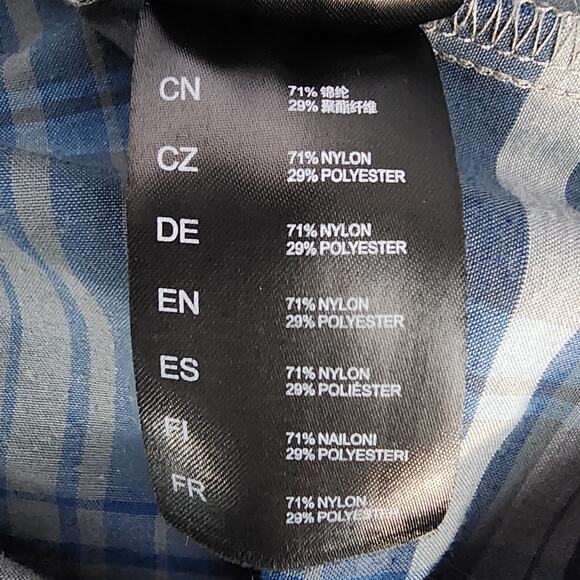 CN 71% 锦纶
29% 聚酯纤维
CZ 71% NYLON
29% POLYESTER
DE 71% NYLON
29% POLYESTER
EN 71% NYLON
29% POLYESTER
ES 71% NYLON
29% POLIÉSTER
FI 71% NAILONI
29% POLYESTERI
FR 71% NYLON
29% POLYESTER